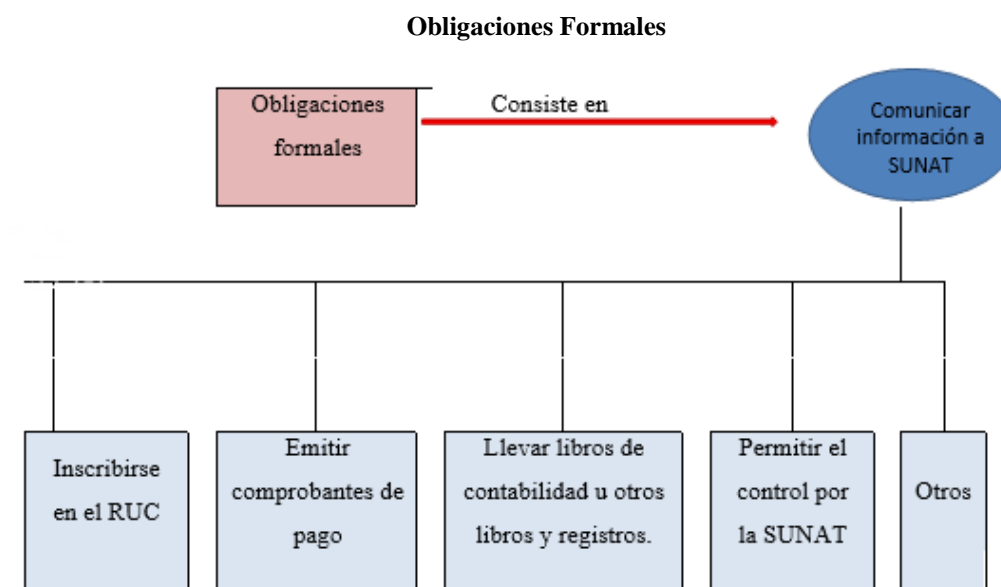 Obligaciones Formales
Obligaciones
formales
Consiste en
Comunicar
información a
SUNAT
Inscribirse
en el RUC
Emitir
comprobantes de
pago
Llevar libros de
contabilidad u otros
libros y registros.
Permitir el
control por
la SUNAT
Otros